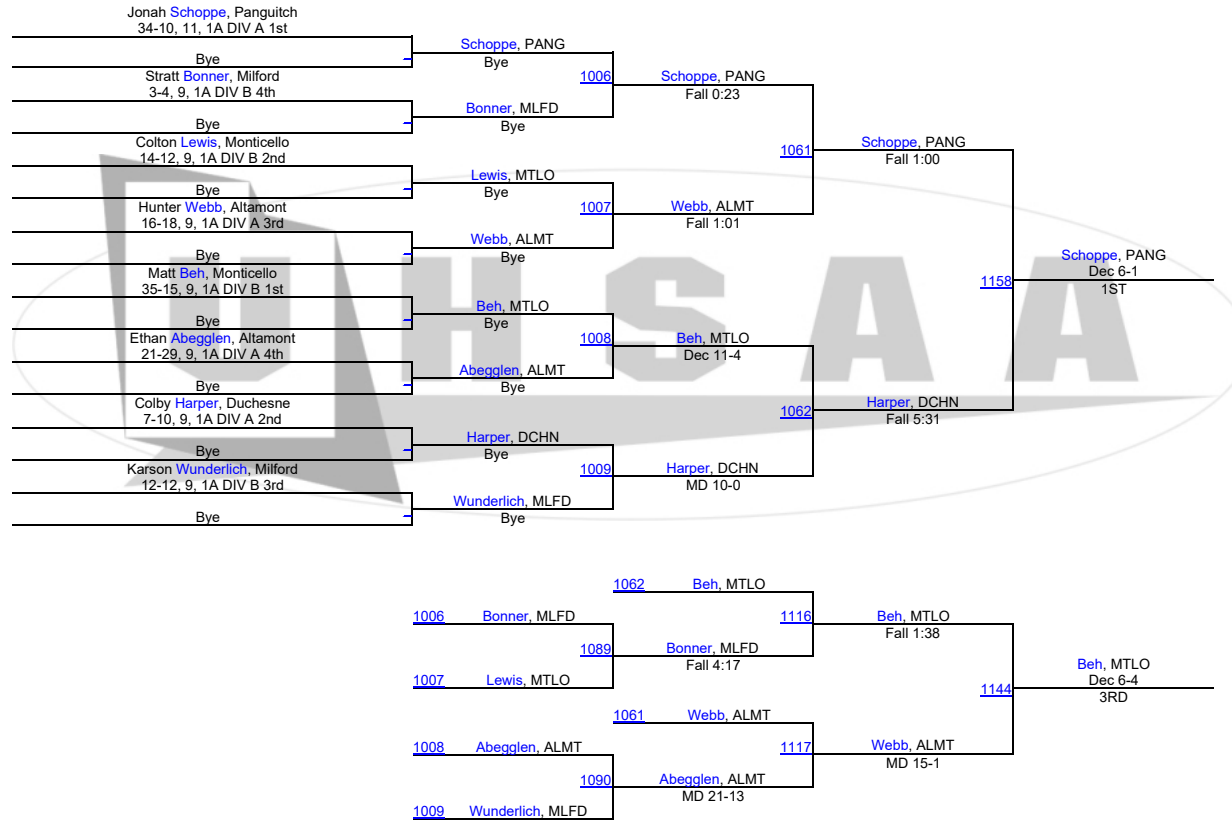 Jonah Schoppe, Panguitch
34-10, 11, 1A DIV A 1st
Bye
Stratt Bonner, Milford
3-4, 9, 1A DIV B 4th
Bye
Colton Lewis, Monticello
14-12, 9, 1A DIV B 2nd
Bye
Hunter Webb, Altamont
16-18, 9, 1A DIV A 3rd
Bye
Matt Beh, Monticello
35-15, 9, 1A DIV B 1st
Bye
Ethan Abegglen, Altamont
21-29, 9, 1A DIV A 4th
Bye
Colby Harper, Duchesne
7-10, 9, 1A DIV A 2nd
Bye
Karson Wunderlich, Milford
12-12, 9, 1A DIV B 3rd
Bye
Schoppe, PANG
Bye
1006
Bonner, MLFD
Bye
Lewis, MTLO
Bye
1007
Webb, ALMT
Bye
Beh, MTLO
Bye
1008
Abegglen, ALMT
Bye
Harper, DCHN
Bye
1009
Wunderlich, MLFD
Bye
Schoppe, PANG
Fall 0:23
1061
Webb, ALMT
Fall 1:01
Beh, MTLO
Dec 11-4
1062
Harper, DCHN
MD 10-0
Schoppe, PANG
Fall 1:00
1158
Harper, DCHN
Fall 5:31
Schoppe, PANG
Dec 6-1
1ST
UHSAA
1062 Beh, MTLO
1006 Bonner, MLFD
1116
1089
Bonner, MLFD
Fall 4:17
1007 Lewis, MTLO
Beh, MTLO
Fall 1:38
1061 Webb, ALMT
1008 Abegglen, ALMT
1117
1090
Abegglen, ALMT
MD 21-13
1009 Wunderlich, MLFD
Webb, ALMT
MD 15-1
1144
Beh, MTLO
Dec 6-4
3RD